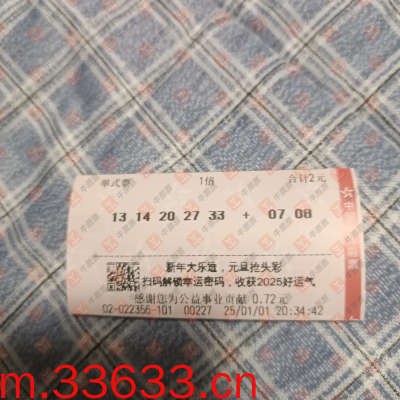 单式票 1倍 合计2元
13 14 20 27 33 + 07 08
新年大乐透，元旦抢头彩
扫码解锁幸运密码，收获2025好运气
感谢您为公益事业贡献 0.72元
02-022356-101 00227 25/01/01 20:34:42
m.33633.cn